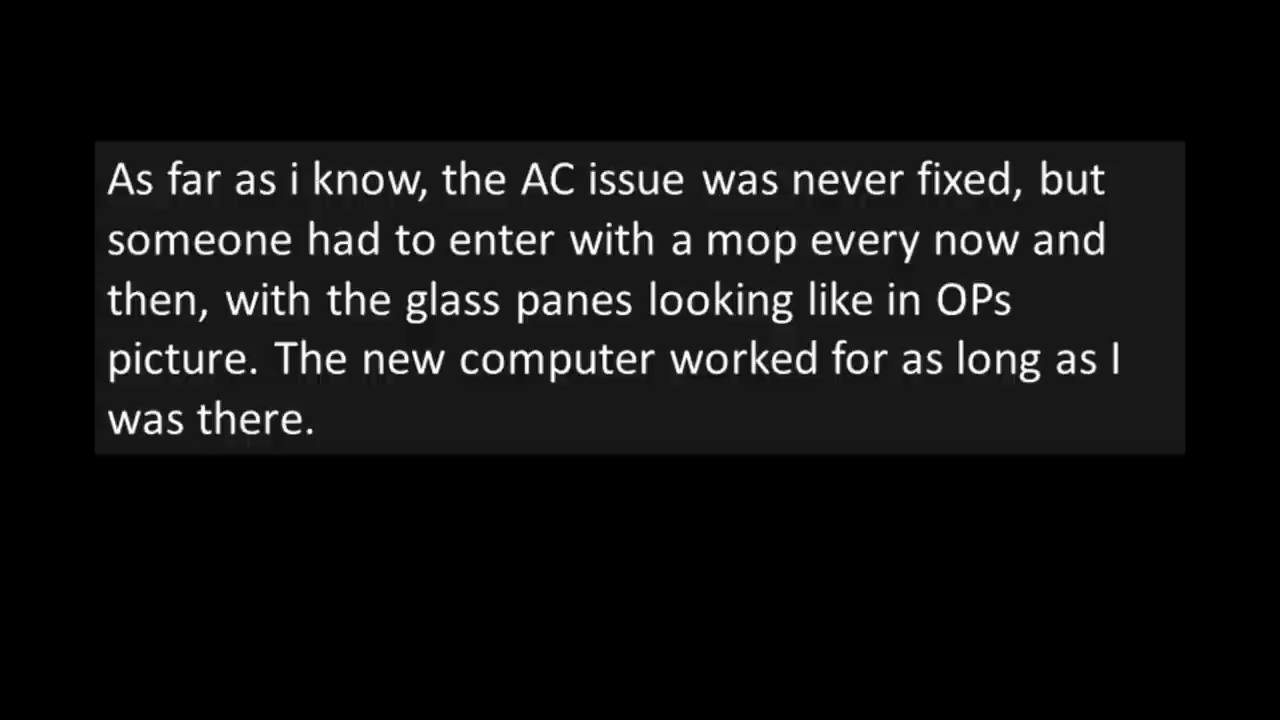 As far as i know, the AC issue was never fixed, but
someone had to enter with a mop every now and
then, with the glass panes looking like in OPs
picture. The new computer worked for as long as I
was there.